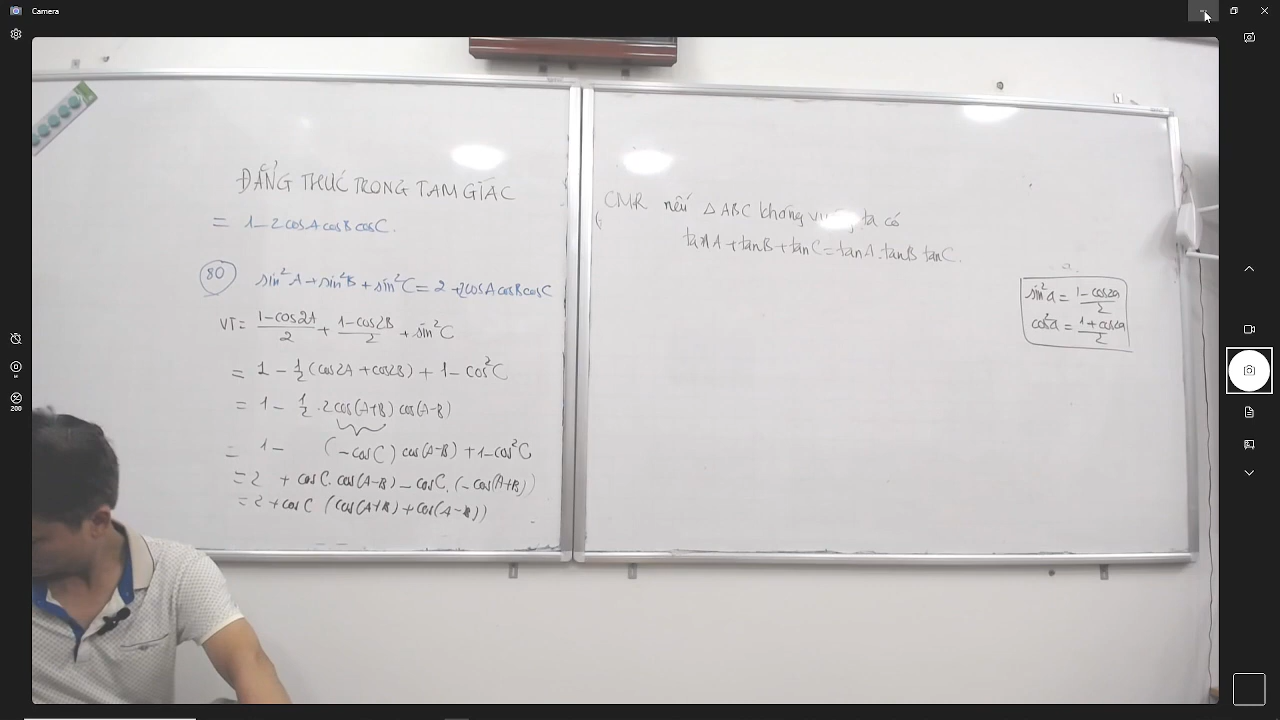 Camera
ĐẲNG THỨC TRONG TAM GIÁC
= 1-2cosA cosB cosC.
80 sin²A+sin²B+sin²C = 2+2cosA cosB cosC
VT = (1-cos2A)/2 + (1-cos2B)/2 + sin²C
= 1 - 1/2 (cos2A + cos2B) + 1 - cos²C
= 1 - 1/2 . 2cos(A+B) cos(A-B)
= 1 - (-cosC) cos(A-B) + 1-cos²C
= 2 + cosC. cos(A-B) - cosC. (-cos(A+B))
= 2 + cosC (cos(A+B) + cos(A-B))
CMR nếu △ABC không vuông ta có
tanA + tanB + tanC = tanA.tanB tanC.
sin²a = (1-cos2a)/2
cos²a = (1+cos2a)/2
200